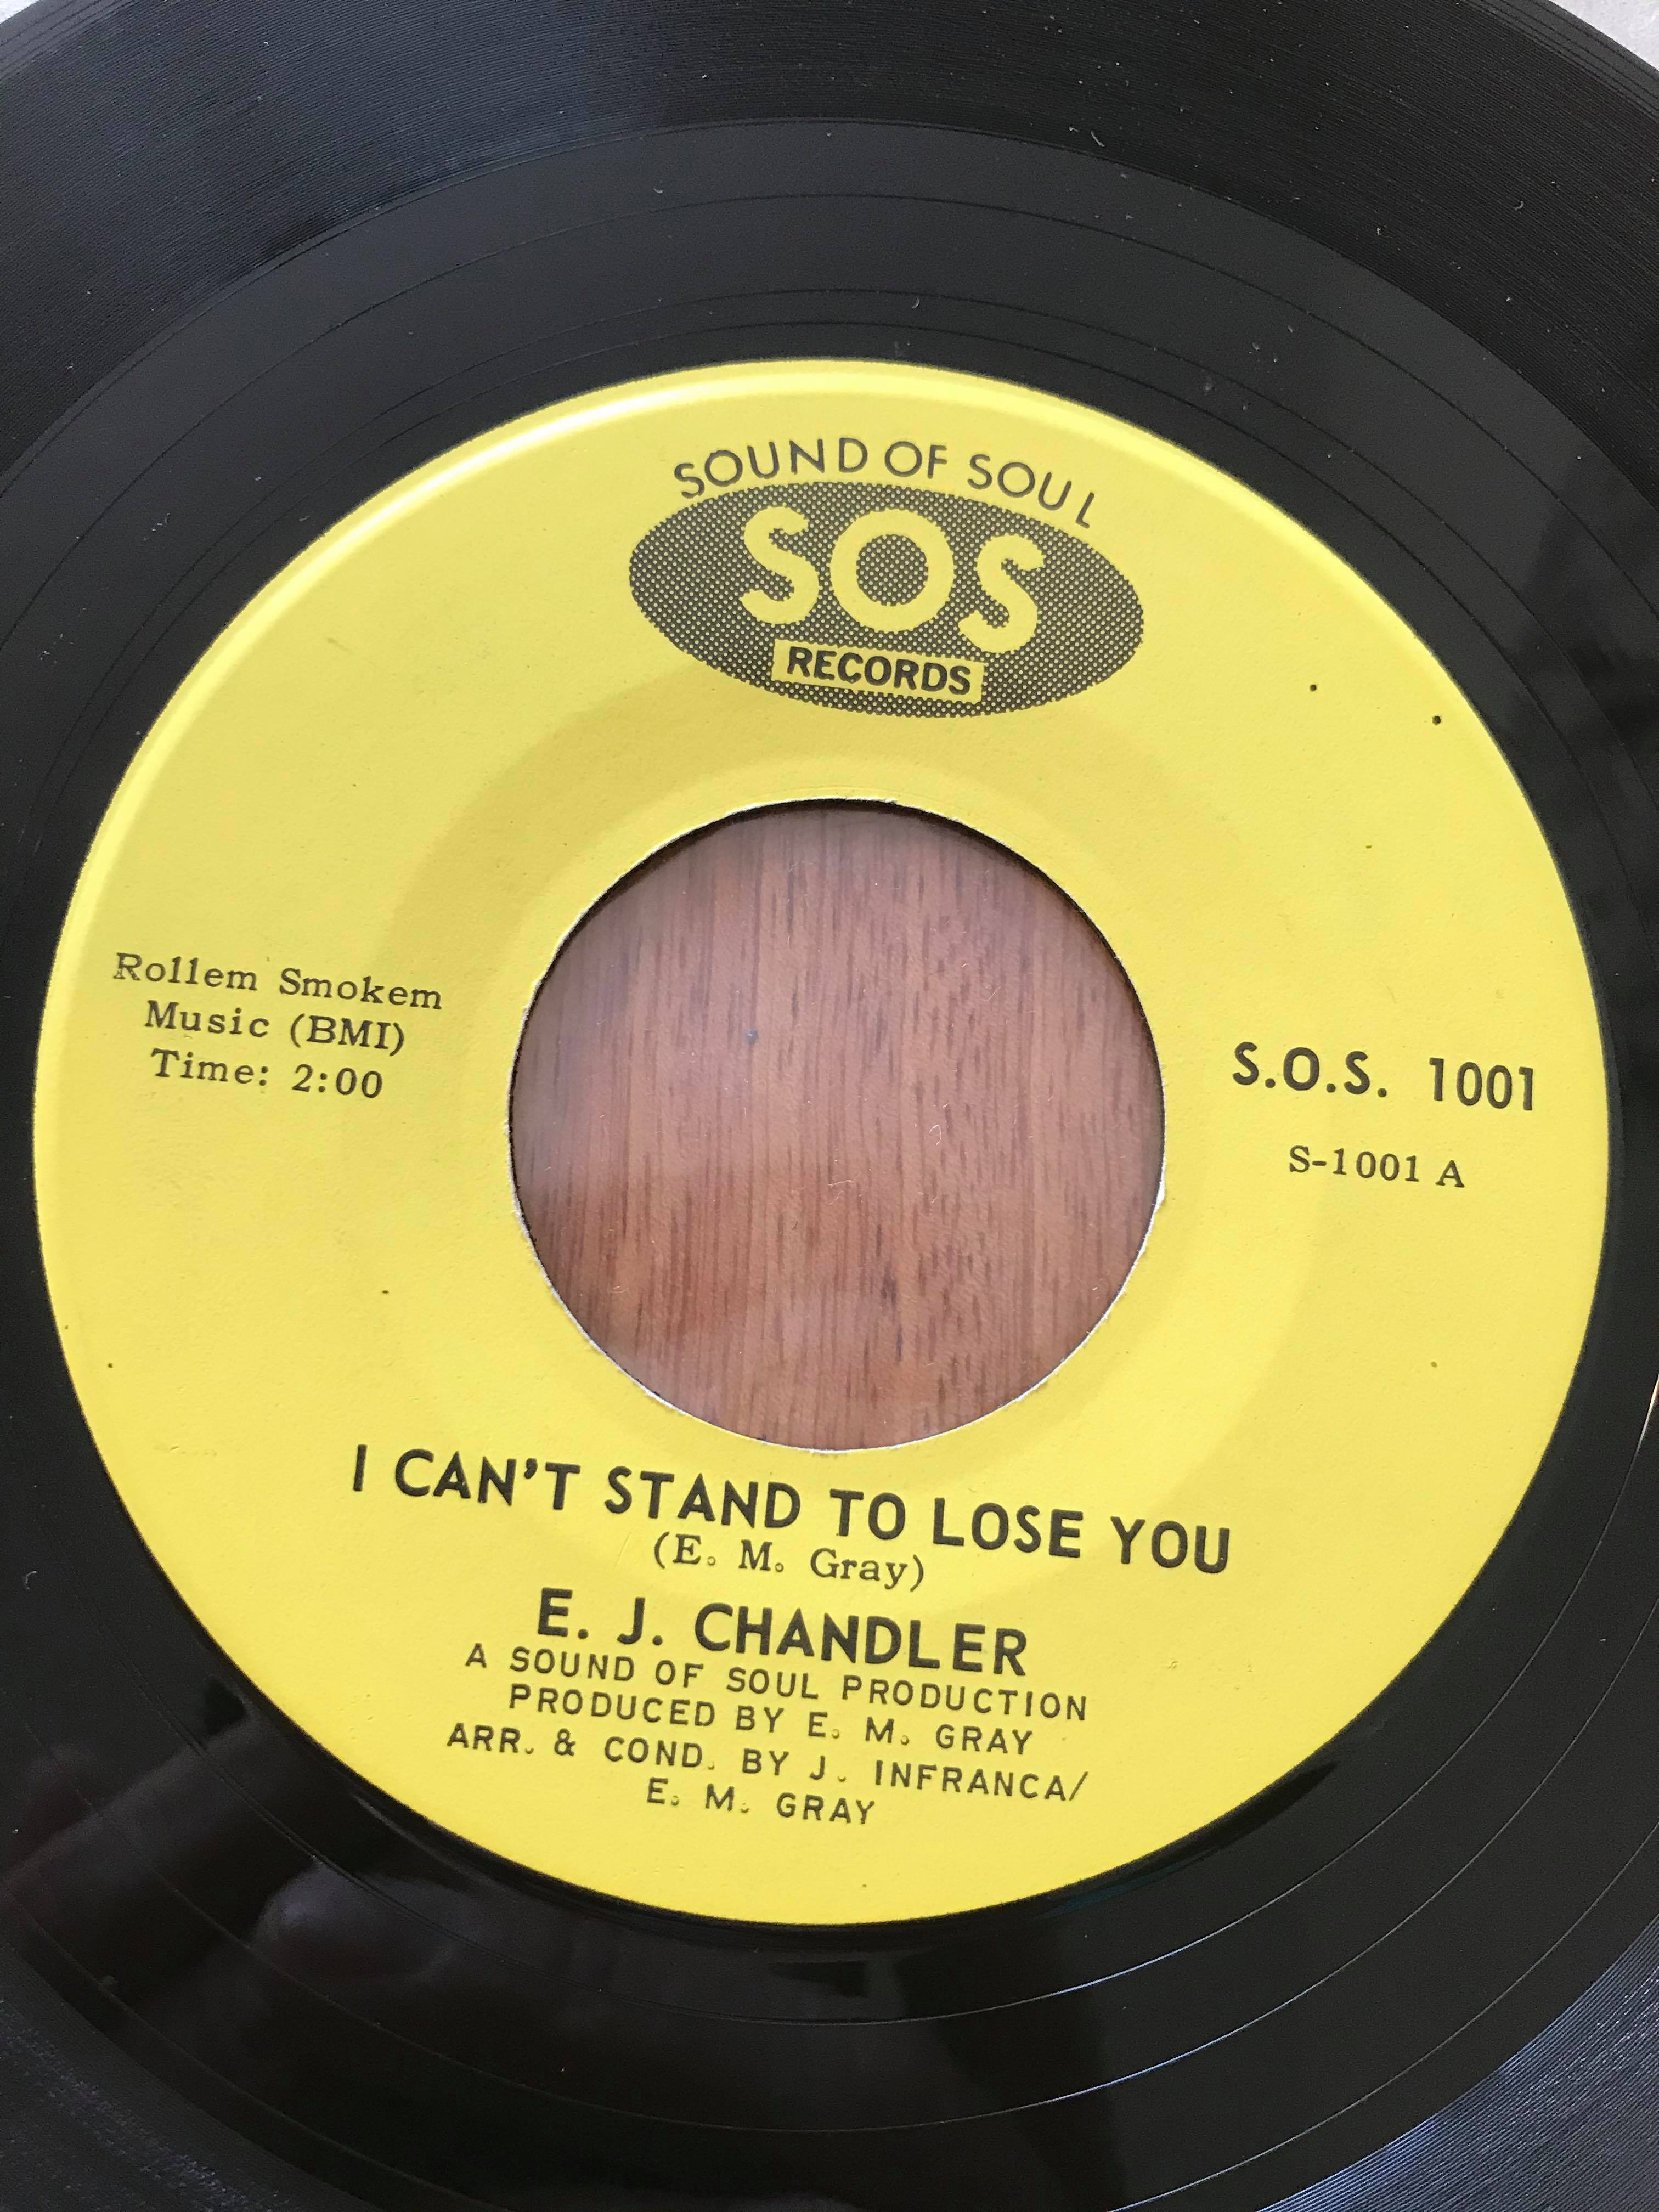 SOUND OF SOUL
SOS
RECORDS
Rollem Smokem
Music (BMI)
Time: 2:00
S.O.S. 1001
S-1001 A
I CAN'T STAND TO LOSE YOU
(E. M. Gray)
E. J. CHANDLER
A SOUND OF SOUL PRODUCTION
PRODUCED BY E. M. GRAY
ARR. & COND. BY J. INFRANCA/
E. M. GRAY